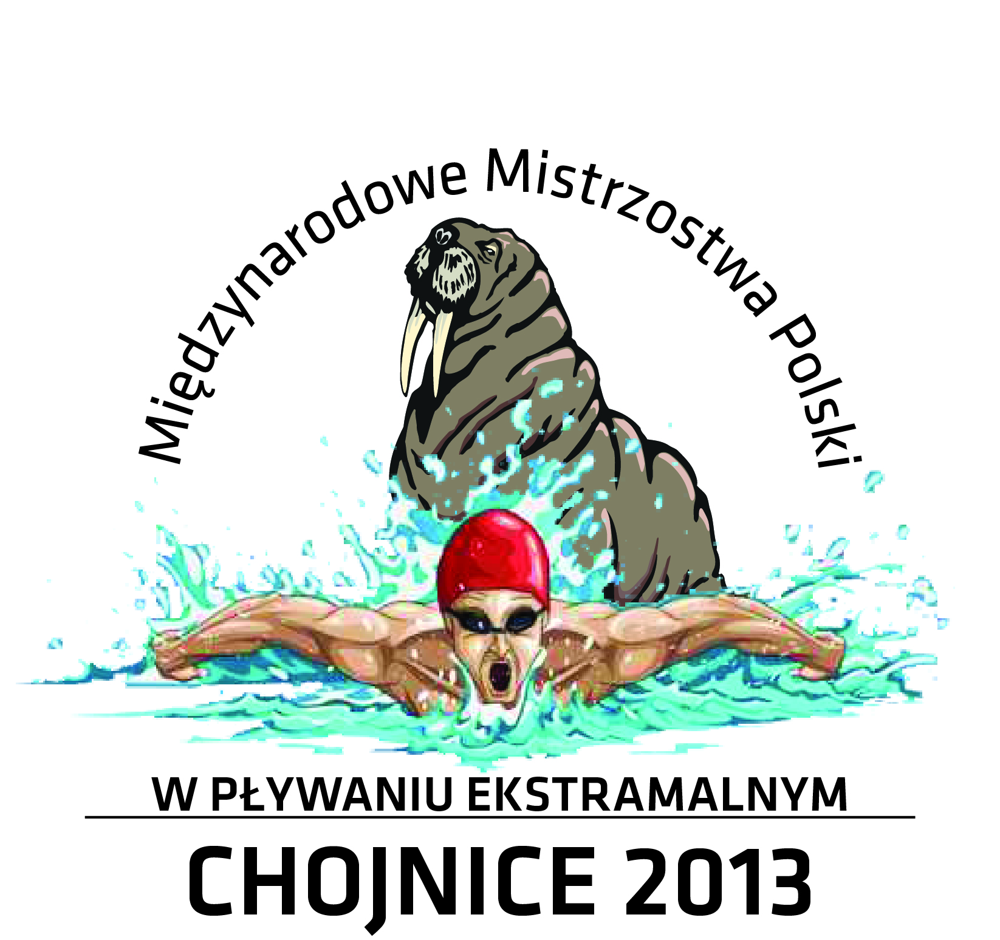 Międzynarodowe Mistrzostwa Polski
W PŁYWANIU EKSTRAMALNYM
CHOJNICE 2013